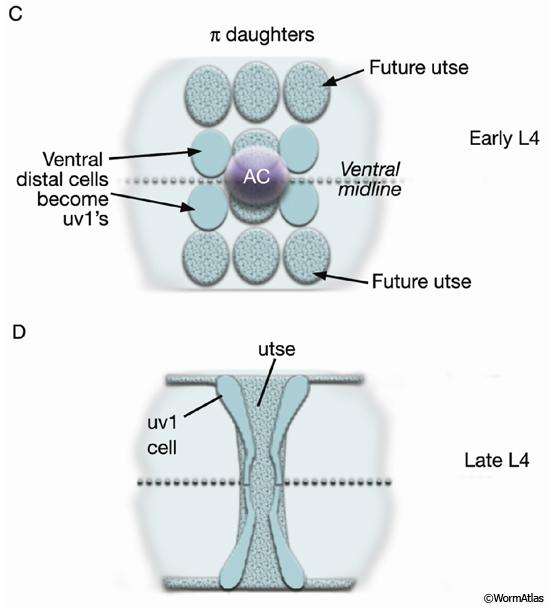 C
π daughters
Future utse
Early L4
Ventral
distal cells
become
uv1's
AC
Ventral
midline
Future utse
D
utse
uv1
cell
Late L4
©WormAtlas